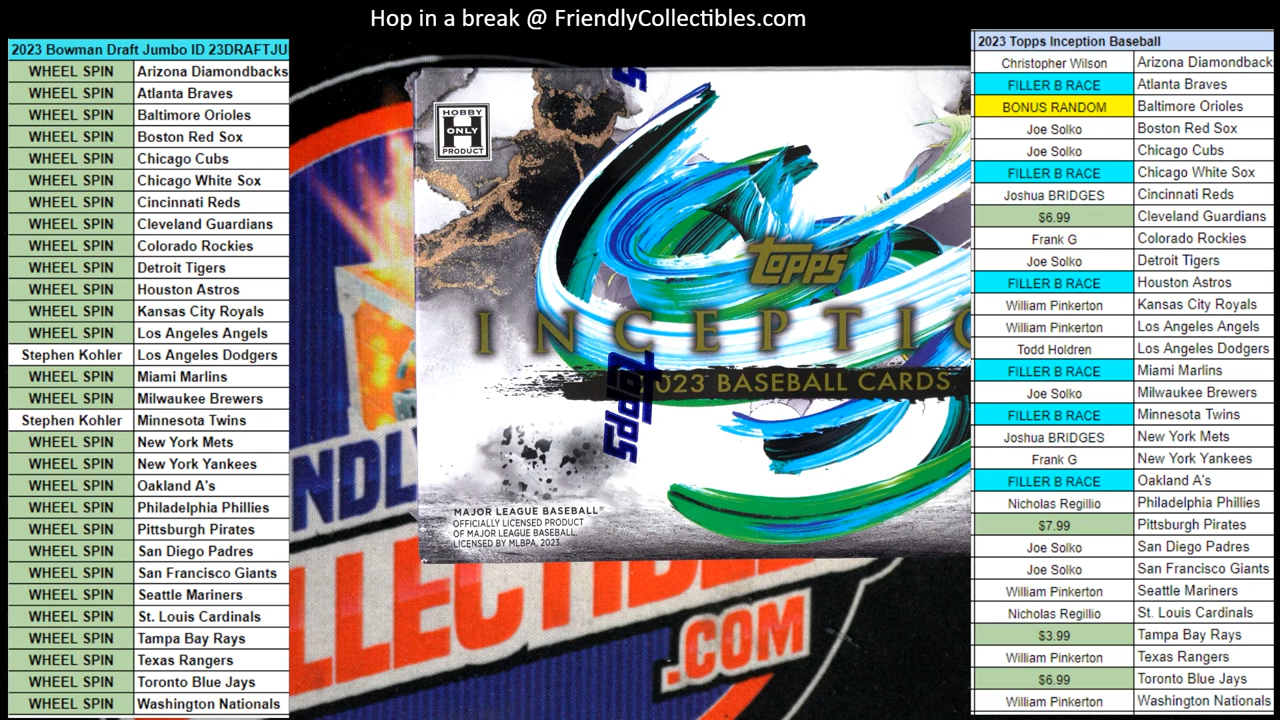 Hop in a break @ FriendlyCollectibles.com
2023 Bowman Draft Jumbo ID 23DRAFTJU
WHEEL SPIN Arizona Diamondbacks
WHEEL SPIN Atlanta Braves
WHEEL SPIN Baltimore Orioles
WHEEL SPIN Boston Red Sox
WHEEL SPIN Chicago Cubs
WHEEL SPIN Chicago White Sox
WHEEL SPIN Cincinnati Reds
WHEEL SPIN Cleveland Guardians
WHEEL SPIN Colorado Rockies
WHEEL SPIN Detroit Tigers
WHEEL SPIN Houston Astros
WHEEL SPIN Kansas City Royals
WHEEL SPIN Los Angeles Angels
Stephen Kohler Los Angeles Dodgers
WHEEL SPIN Miami Marlins
WHEEL SPIN Milwaukee Brewers
Stephen Kohler Minnesota Twins
WHEEL SPIN New York Mets
WHEEL SPIN New York Yankees
WHEEL SPIN Oakland A's
WHEEL SPIN Philadelphia Phillies
WHEEL SPIN Pittsburgh Pirates
WHEEL SPIN San Diego Padres
WHEEL SPIN San Francisco Giants
WHEEL SPIN Seattle Mariners
WHEEL SPIN St. Louis Cardinals
WHEEL SPIN Tampa Bay Rays
WHEEL SPIN Texas Rangers
WHEEL SPIN Toronto Blue Jays
WHEEL SPIN Washington Nationals
HOBBY
H
ONLY
PRODUCT
topps
INCEPTIO
2023 BASEBALL CARDS
topps
MAJOR LEAGUE BASEBALL
OFFICIALLY LICENSED PRODUCT
OF MAJOR LEAGUE BASEBALL.
LICENSED BY MLBPA, 2023.
NDL
LLECTIBLE
.COM
2023 Topps Inception Baseball
Christopher Wilson Arizona Diamondback
FILLER B RACE Atlanta Braves
BONUS RANDOM Baltimore Orioles
Joe Solko Boston Red Sox
Joe Solko Chicago Cubs
FILLER B RACE Chicago White Sox
Joshua BRIDGES Cincinnati Reds
$6.99 Cleveland Guardians
Frank G Colorado Rockies
Joe Solko Detroit Tigers
FILLER B RACE Houston Astros
William Pinkerton Kansas City Royals
William Pinkerton Los Angeles Angels
Todd Holdren Los Angeles Dodgers
FILLER B RACE Miami Marlins
Joe Solko Milwaukee Brewers
FILLER B RACE Minnesota Twins
Joshua BRIDGES New York Mets
Frank G New York Yankees
FILLER B RACE Oakland A's
Nicholas Regillio Philadelphia Phillies
$7.99 Pittsburgh Pirates
Joe Solko San Diego Padres
Joe Solko San Francisco Giants
William Pinkerton Seattle Mariners
Nicholas Regillio St. Louis Cardinals
$3.99 Tampa Bay Rays
William Pinkerton Texas Rangers
$6.99 Toronto Blue Jays
William Pinkerton Washington Nationals